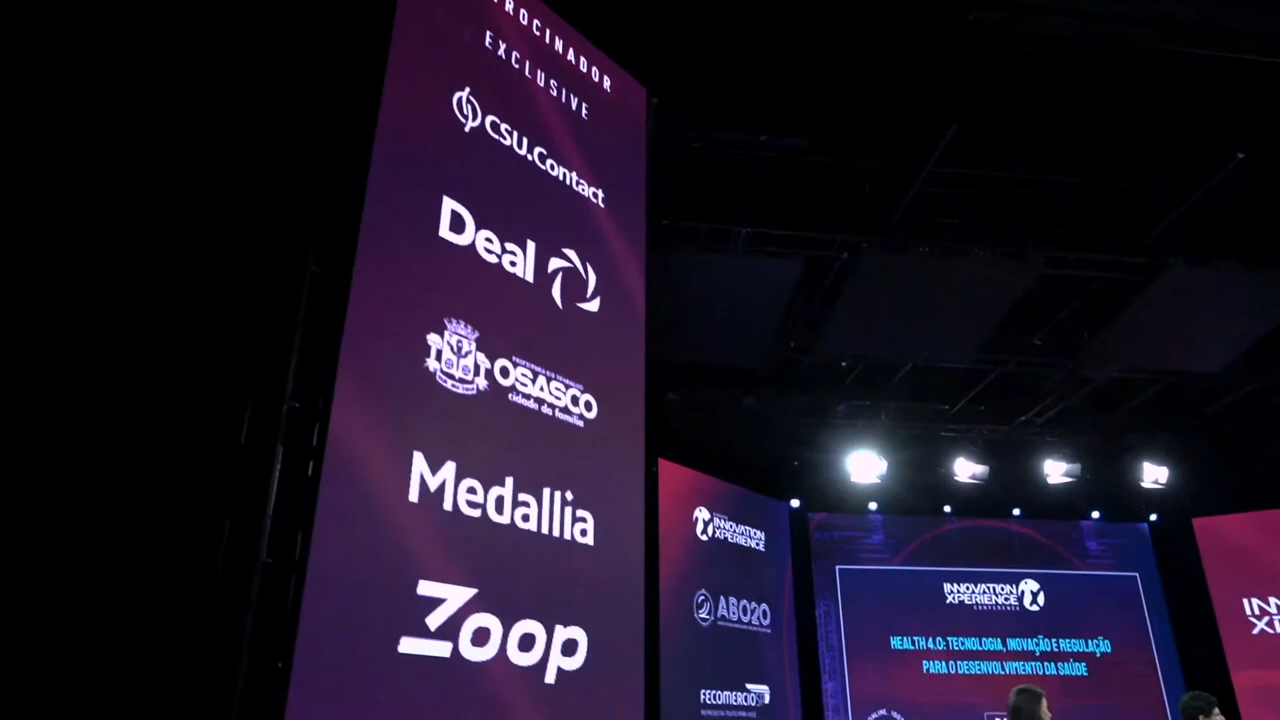 EXCLUSIVE
CSU.Contact
Deal
OSASCO
cidade da família
Medallia
Zoop
INNOVATION
XPERIENCE
ABO2O
FECOMERCIO
INNOVATION
XPERIENCE
CONFERENCE
HEALTH 4.0: TECNOLOGIA, INOVAÇÃO E REGULAÇÃO
PARA O DESENVOLVIMENTO DA SAÚDE